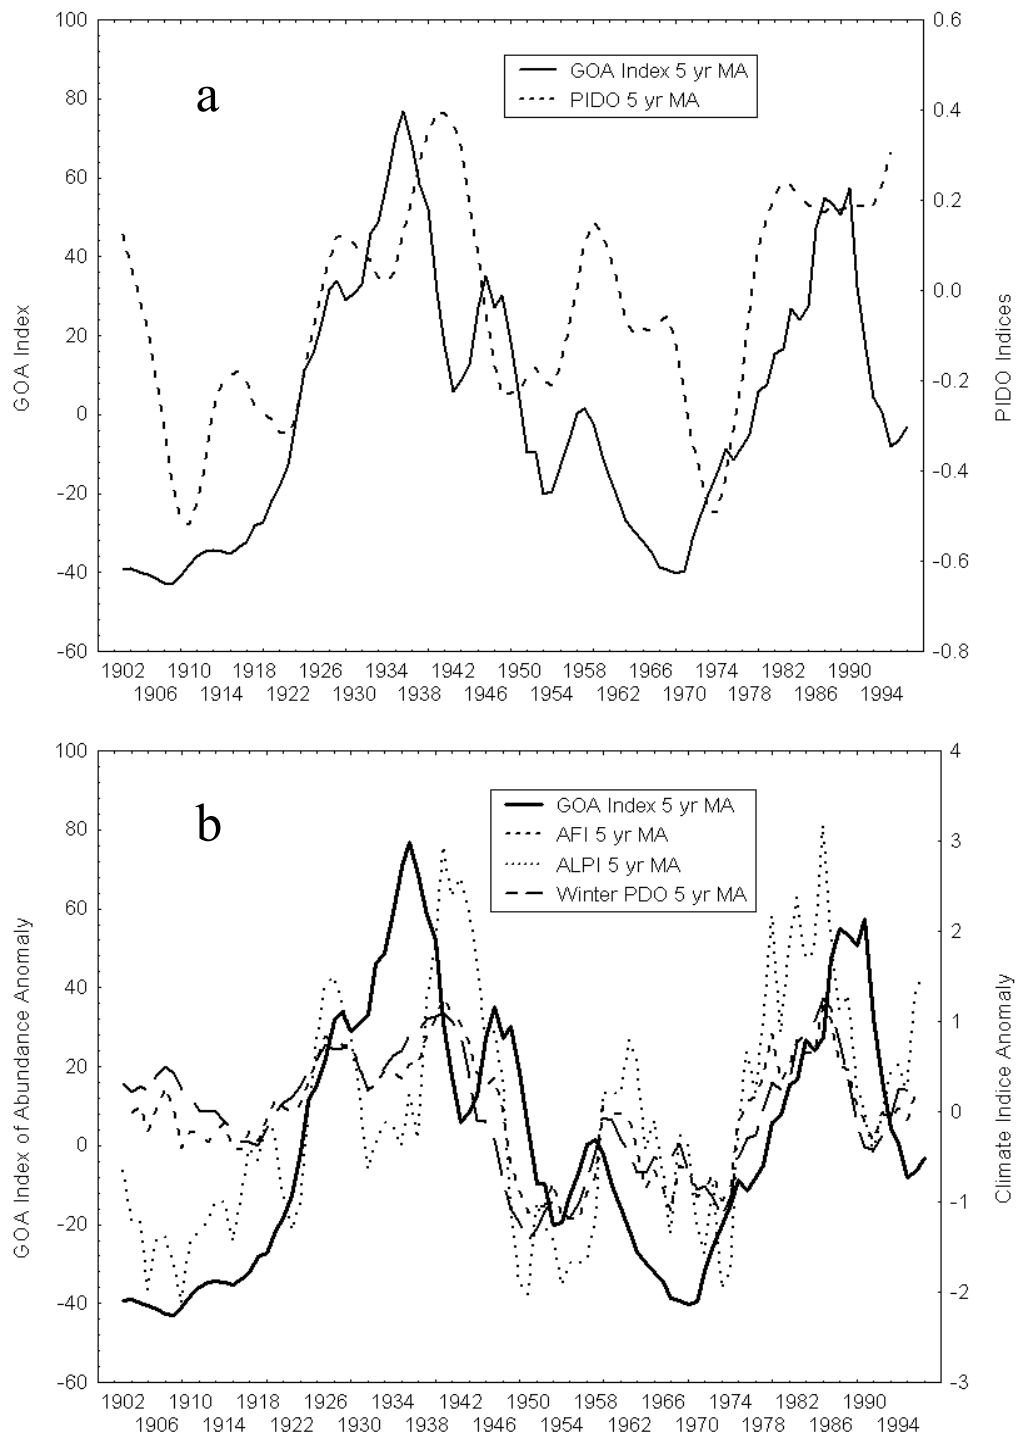 100
80
60
40
20
0
-20
-40
-60
GOA Index
a
GOA Index 5 yr MA
PIDO 5 yr MA
0.6
0.4
0.2
0.0
-0.2
-0.4
-0.6
-0.8
PIDO Indices
1902 1910 1918 1926 1934 1942 1950 1958 1966 1974 1982 1990
1906 1914 1922 1930 1938 1946 1954 1962 1970 1978 1986 1994
100
80
60
40
20
0
-20
-40
-60
GOA Index of Abundance Anomaly
b
GOA Index 5 yr MA
AFI 5 yr MA
ALPI 5 yr MA
Winter PDO 5 yr MA
4
3
2
1
0
-1
-2
-3
Climate Indice Anomaly
1902 1910 1918 1926 1934 1942 1950 1958 1966 1974 1982 1990
1906 1914 1922 1930 1938 1946 1954 1962 1970 1978 1986 1994